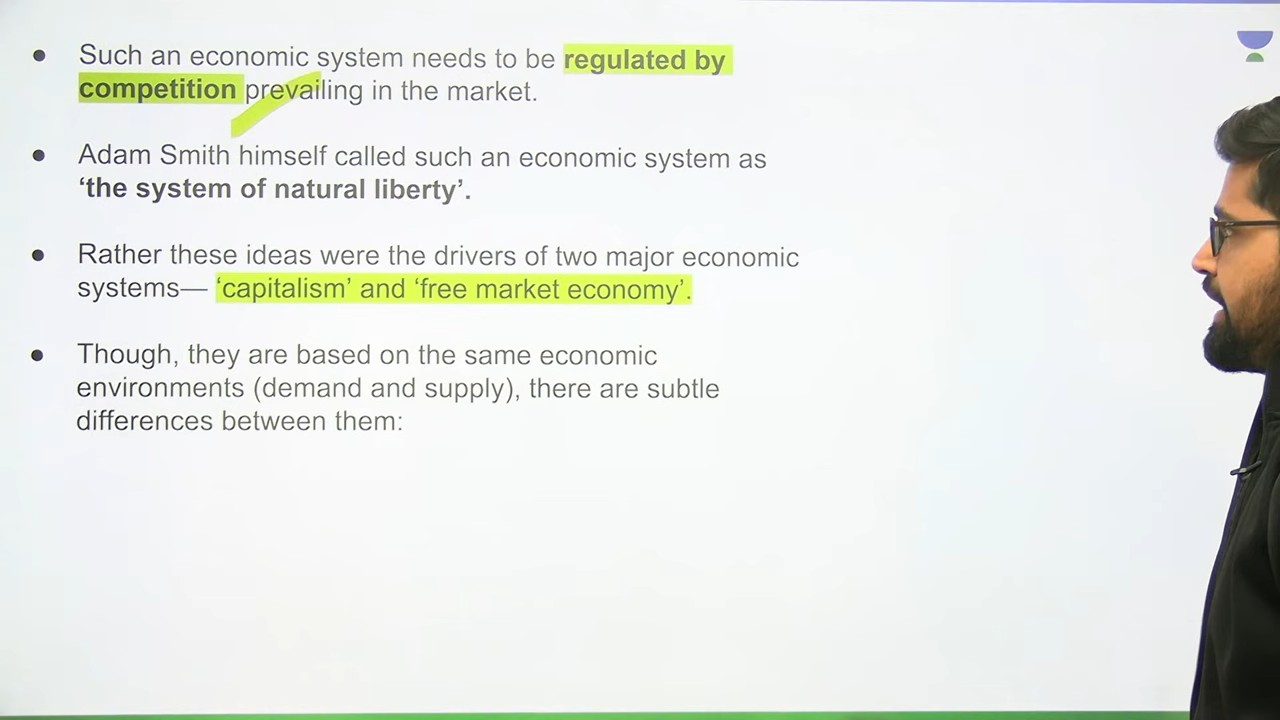 ● Such an economic system needs to be regulated by
competition prevailing in the market.
● Adam Smith himself called such an economic system as
‘the system of natural liberty’.
● Rather these ideas were the drivers of two major economic
systems— ‘capitalism’ and ‘free market economy’.
● Though, they are based on the same economic
environments (demand and supply), there are subtle
differences between them: